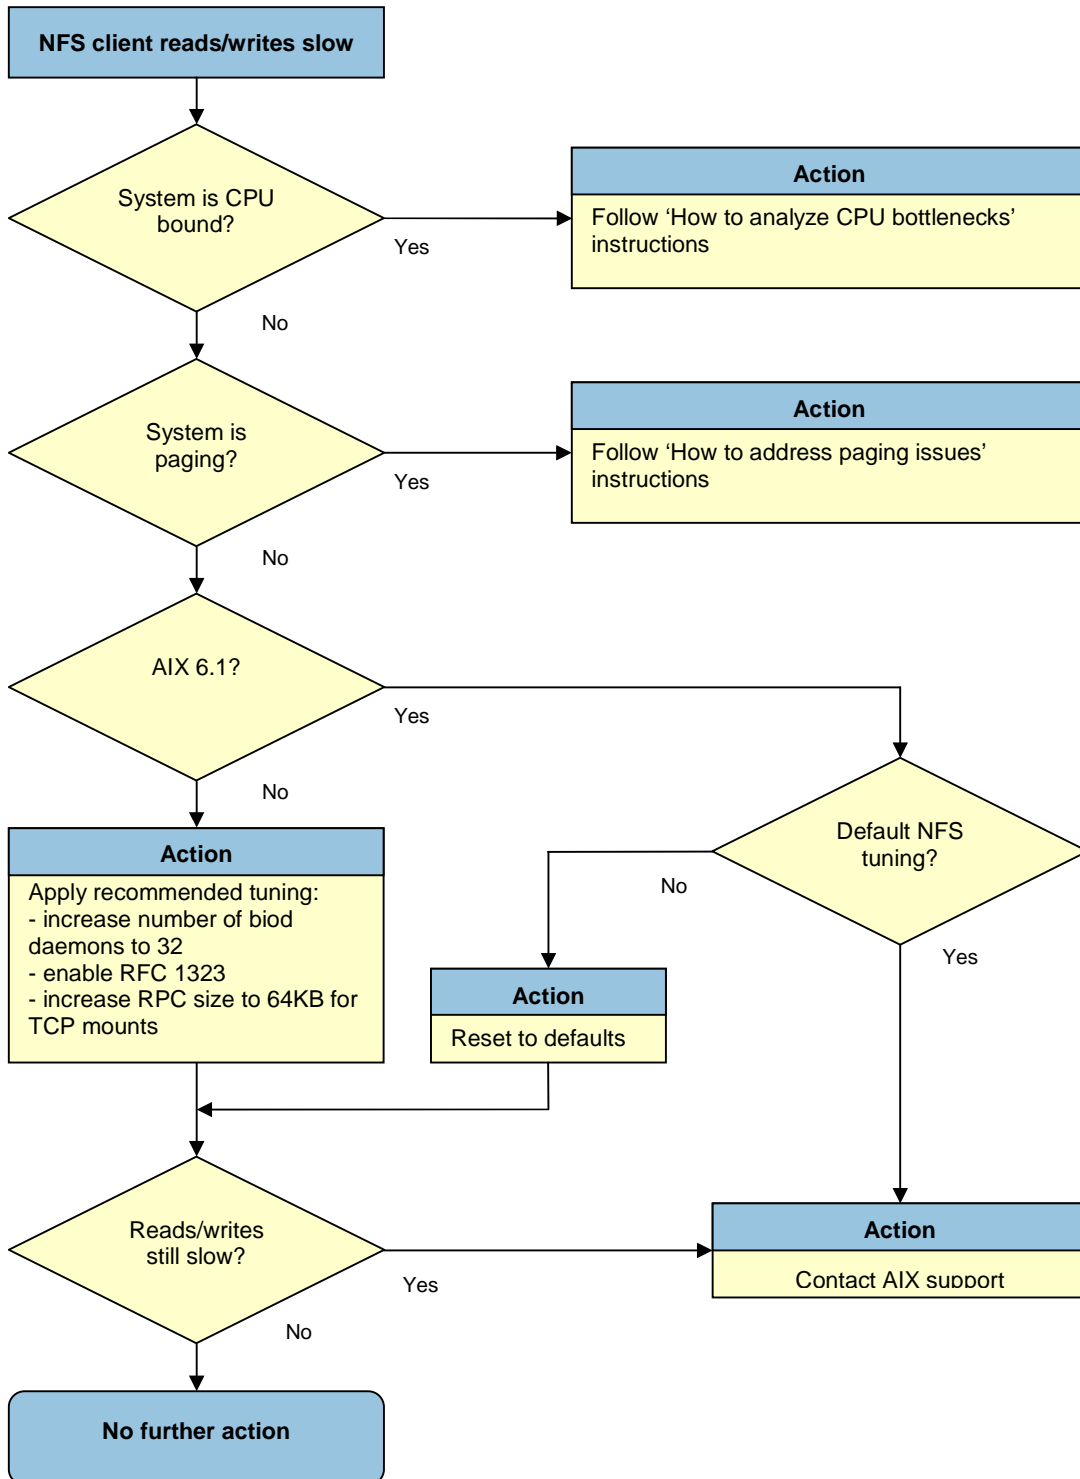 NFS client reads/writes slow
System is CPU
bound?
Yes
Action
Follow ‘How to analyze CPU bottlenecks’
instructions
No
System is
paging?
Yes
Action
Follow ‘How to address paging issues’
instructions
No
AIX 6.1?
Yes
No
Default NFS
tuning?
No
Yes
Action
Apply recommended tuning:
- increase number of biod
daemons to 32
- enable RFC 1323
- increase RPC size to 64KB for
TCP mounts
Action
Reset to defaults
Reads/writes
still slow?
Yes
Action
Contact AIX support
No
No further action